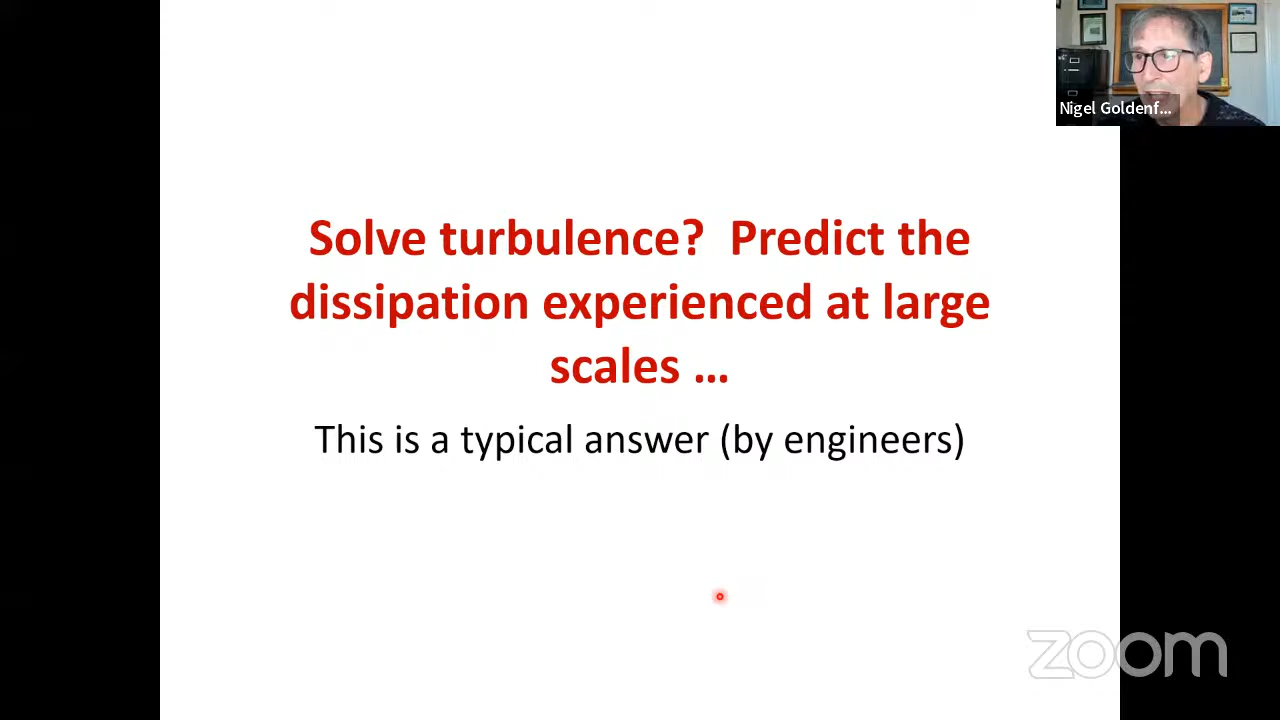 Nigel Goldenf...
Solve turbulence? Predict the
dissipation experienced at large
scales ...
This is a typical answer (by engineers)
zoom